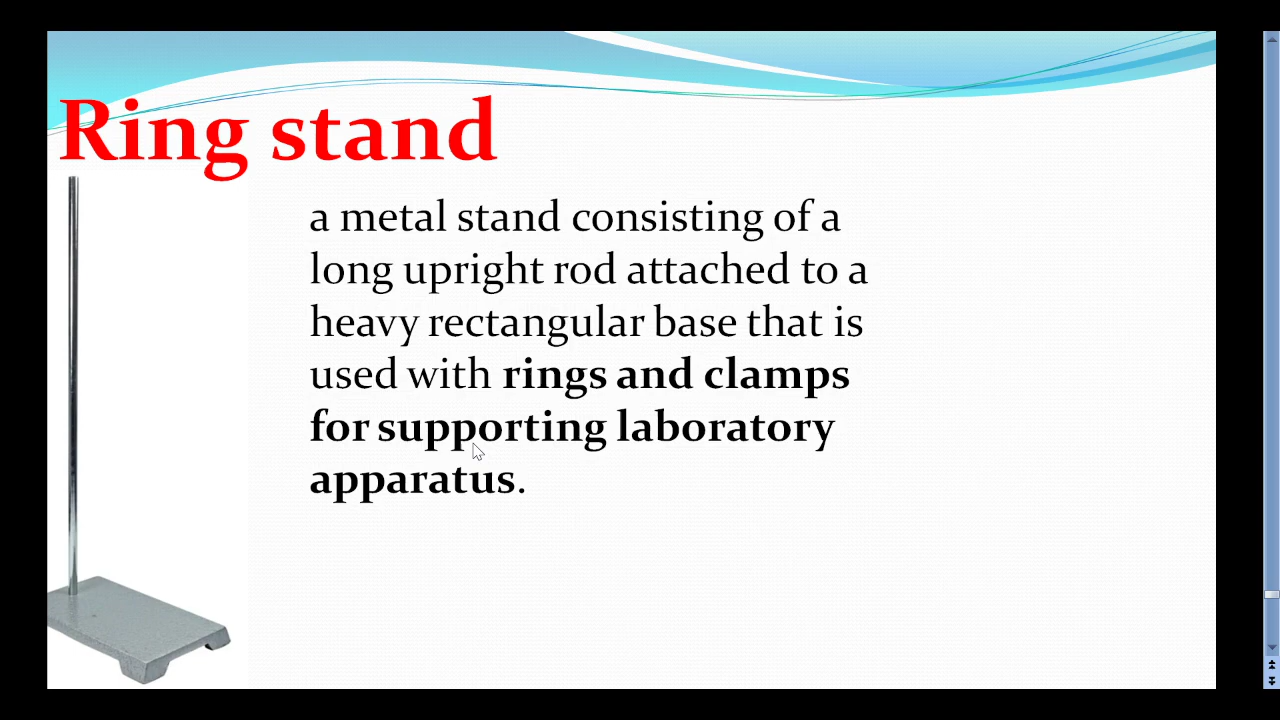 Ring stand
a metal stand consisting of a
long upright rod attached to a
heavy rectangular base that is
used with rings and clamps
for supporting laboratory
apparatus.